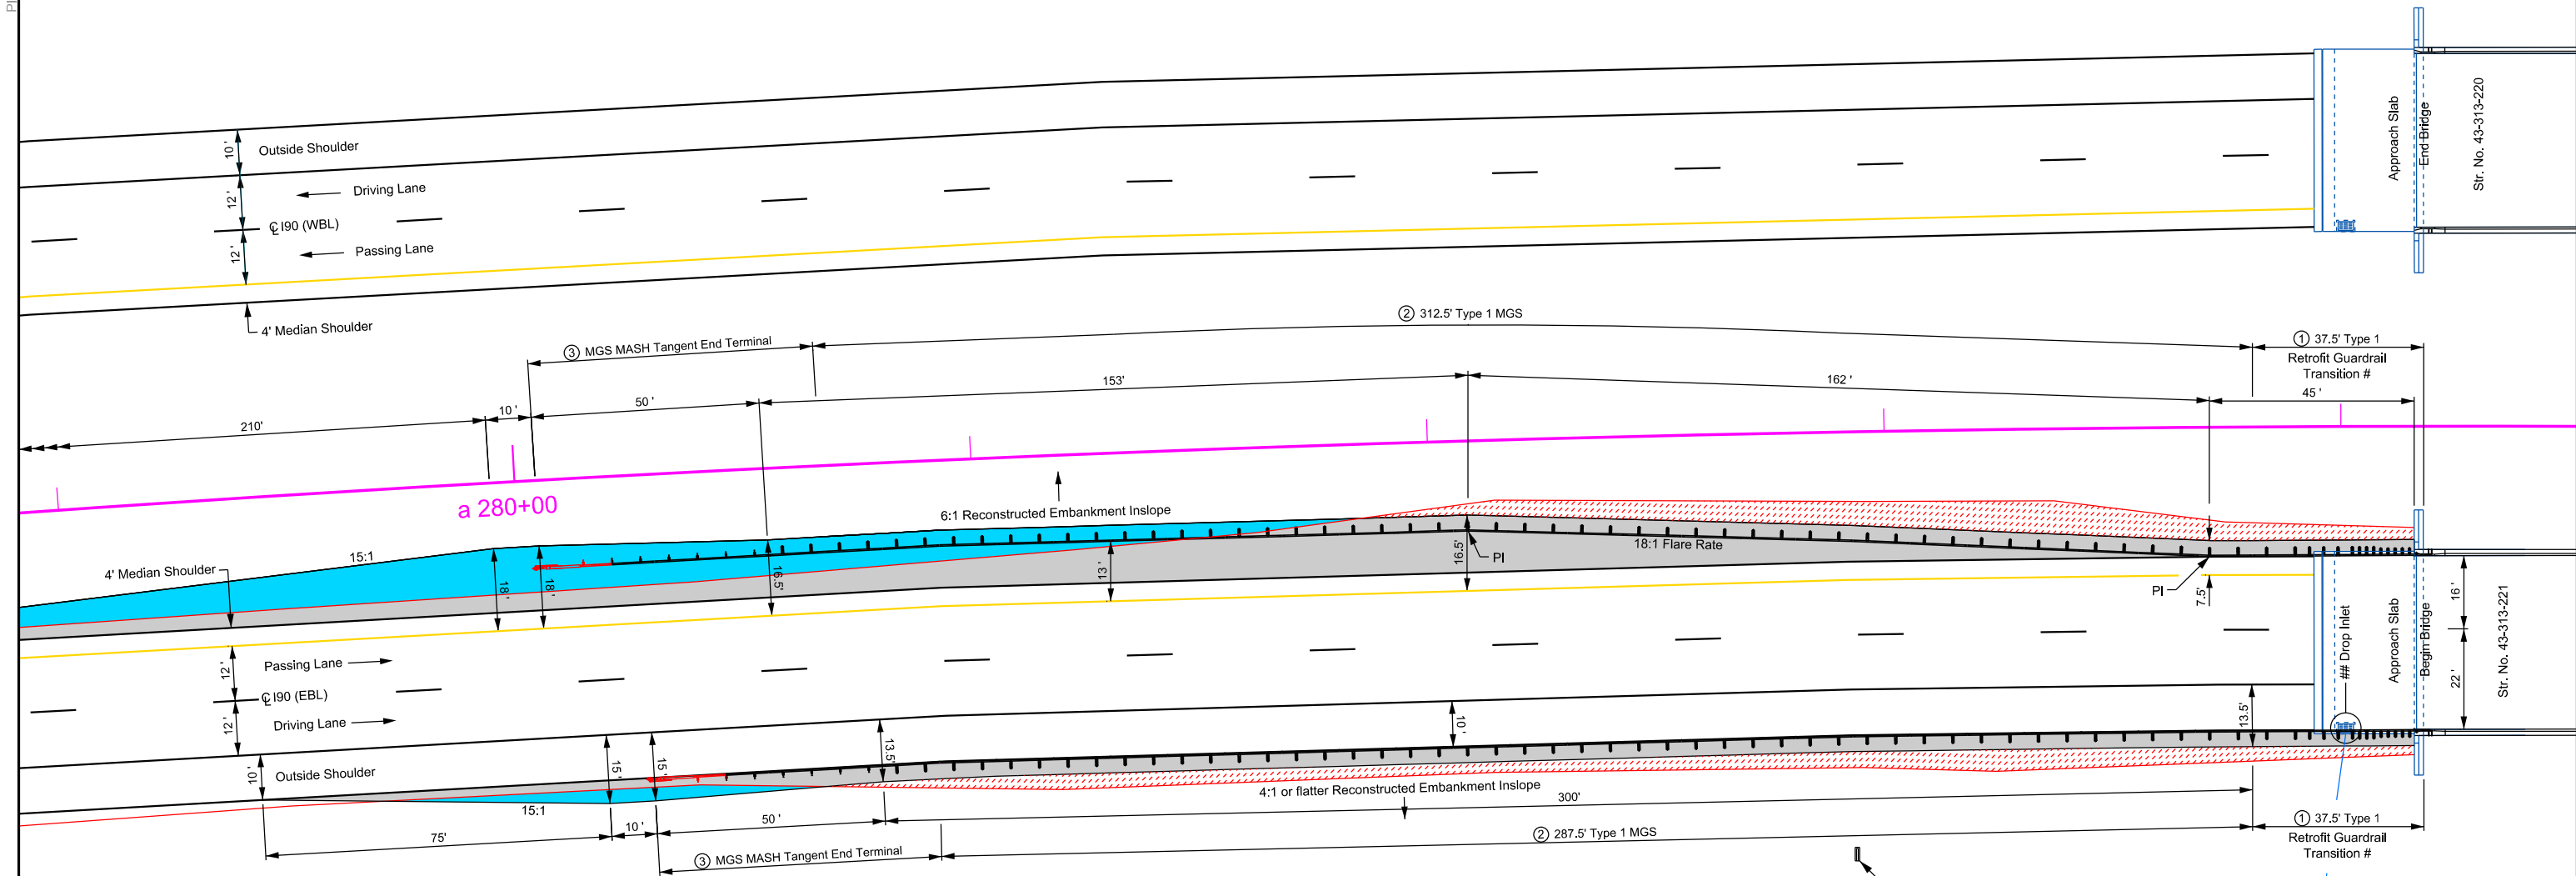 Outside Shoulder
10 '
12 '
12 '
Driving Lane
℄ I90 (WBL)
Passing Lane
4' Median Shoulder
Approach Slab
End Bridge
Str. No. 43-313-220
② 312.5' Type 1 MGS
③ MGS MASH Tangent End Terminal
① 37.5' Type 1
Retrofit Guardrail
Transition #
153'
162 '
45 '
210'
10 '
50 '
a 280+00
6:1 Reconstructed Embankment Inslope
15:1
4' Median Shoulder
18 '
18 '
16.5'
13 '
16.5'
PI
18:1 Flare Rate
PI
7.5'
16 '
22 '
## Drop Inlet
Approach Slab
Begin Bridge
Str. No. 43-313-221
12 '
12 '
Passing Lane
℄ I90 (EBL)
Driving Lane
10 '
Outside Shoulder
15 '
15 '
13.5'
10 '
13.5'
15:1
4:1 or flatter Reconstructed Embankment Inslope
75'
10 '
50 '
300'
② 287.5' Type 1 MGS
③ MGS MASH Tangent End Terminal
① 37.5' Type 1
Retrofit Guardrail
Transition #